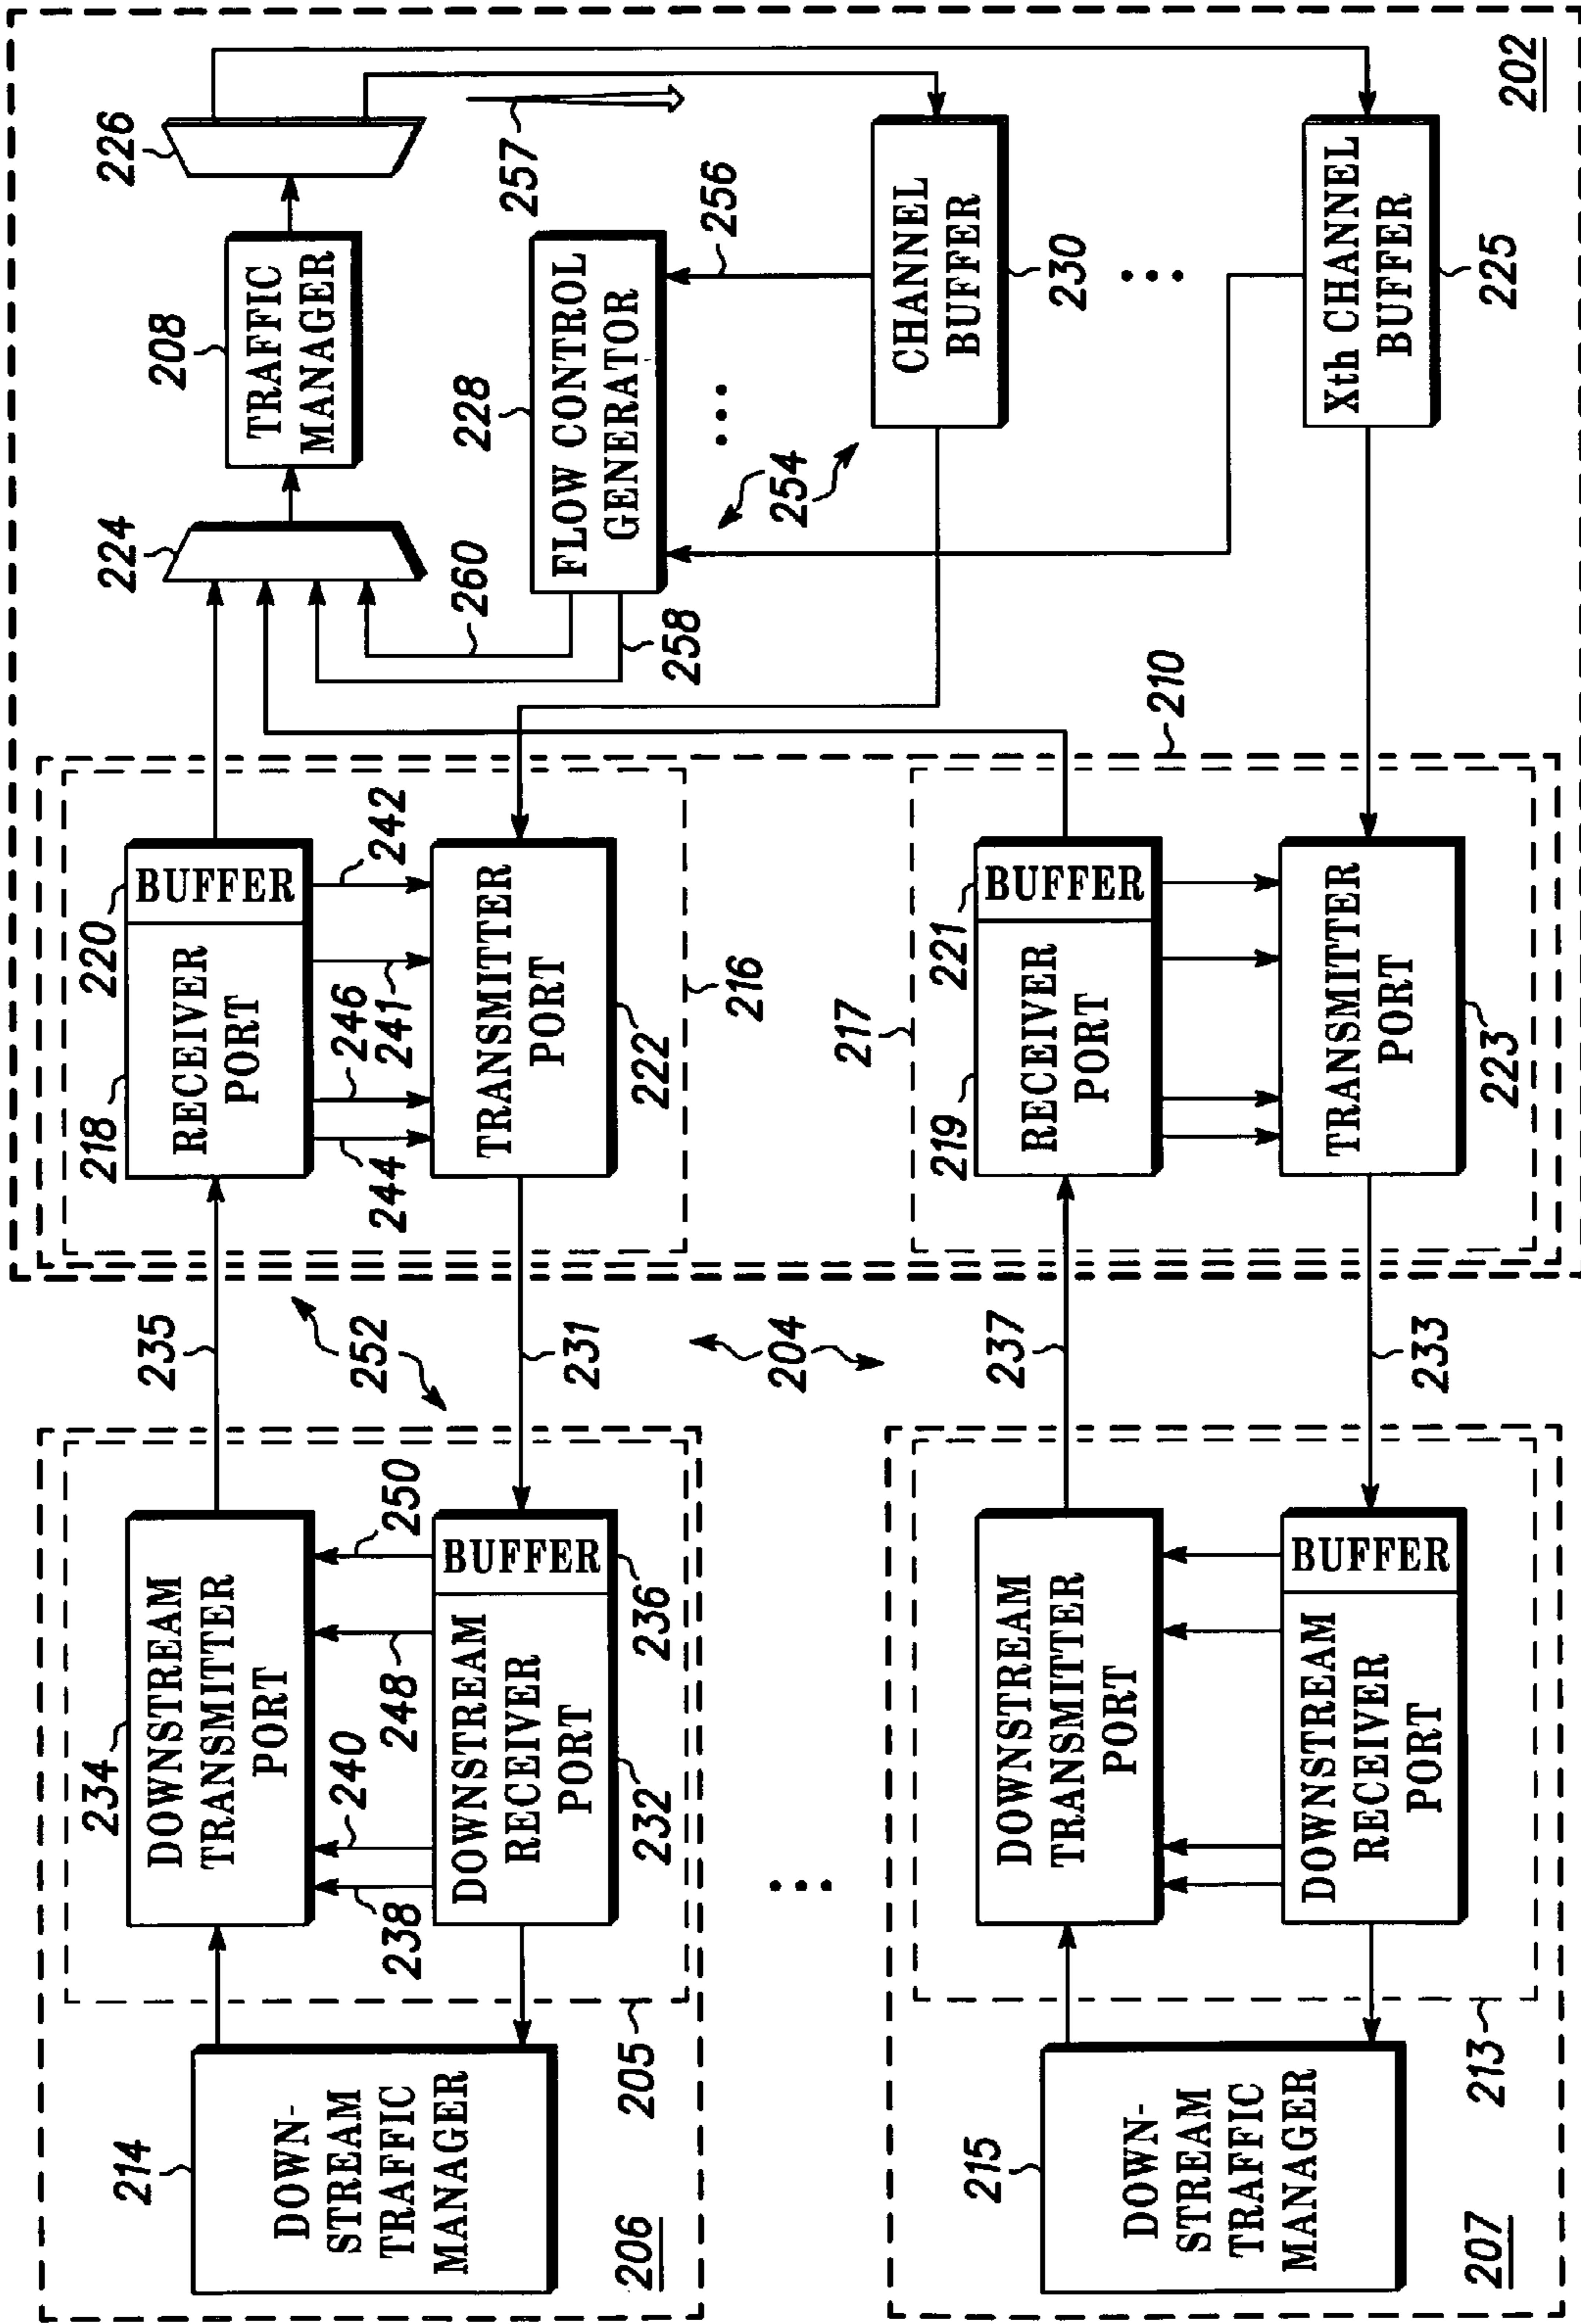 214
DOWN-
STREAM
TRAFFIC
MANAGER
206
205
234
DOWNSTREAM
TRANSMITTER
PORT
238
240
248
250
DOWNSTREAM
RECEIVER
PORT
BUFFER
232
236
235
252
231
204
218
220
RECEIVER
PORT
BUFFER
244
246
241
242
TRANSMITTER
PORT
222
216
224
208
TRAFFIC
MANAGER
226
260
258
228
FLOW CONTROL
GENERATOR
257
256
254
CHANNEL
BUFFER
230
215
DOWN-
STREAM
TRAFFIC
MANAGER
207
213
DOWNSTREAM
TRANSMITTER
PORT
DOWNSTREAM
RECEIVER
PORT
BUFFER
237
233
217
210
219
221
RECEIVER
PORT
BUFFER
TRANSMITTER
PORT
223
Xth CHANNEL
BUFFER
225
202